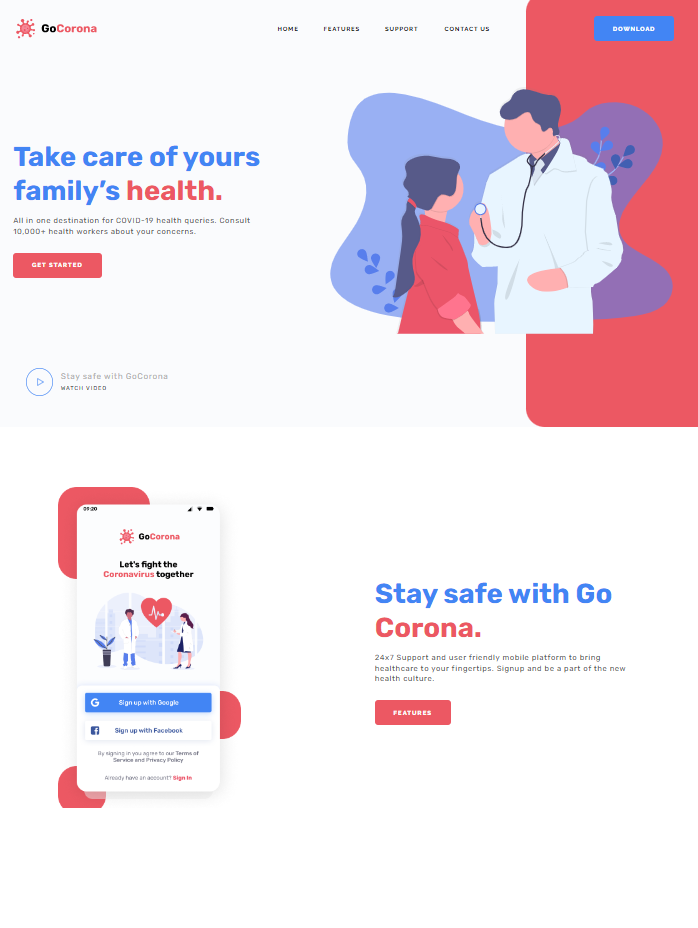 GoCorona
HOME FEATURES SUPPORT CONTACT US
DOWNLOAD
Take care of yours
family’s health.
All in one destination for COVID-19 health queries. Consult
10,000+ health workers about your concerns.
GET STARTED
Stay safe with GoCorona
WATCH VIDEO
09:20
GoCorona
Let's fight the
Coronavirus together
Sign up with Google
Sign up with Facebook
By signing in you agree to our Terms of
Service and Privacy Policy
Already have an account? Sign In
Stay safe with Go
Corona.
24x7 Support and user friendly mobile platform to bring
healthcare to your fingertips. Signup and be a part of the new
health culture.
FEATURES